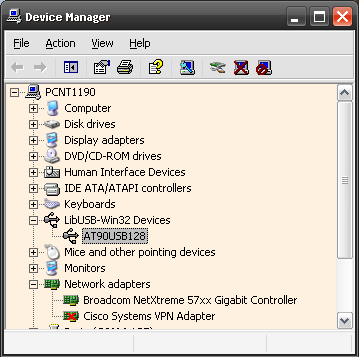 Device Manager
File Action View Help
PCNT1190
Computer
Disk drives
Display adapters
DVD/CD-ROM drives
Human Interface Devices
IDE ATA/ATAPI controllers
Keyboards
LibUSB-Win32 Devices
AT90USB128
Mice and other pointing devices
Monitors
Network adapters
Broadcom NetXtreme 57xx Gigabit Controller
Cisco Systems VPN Adapter